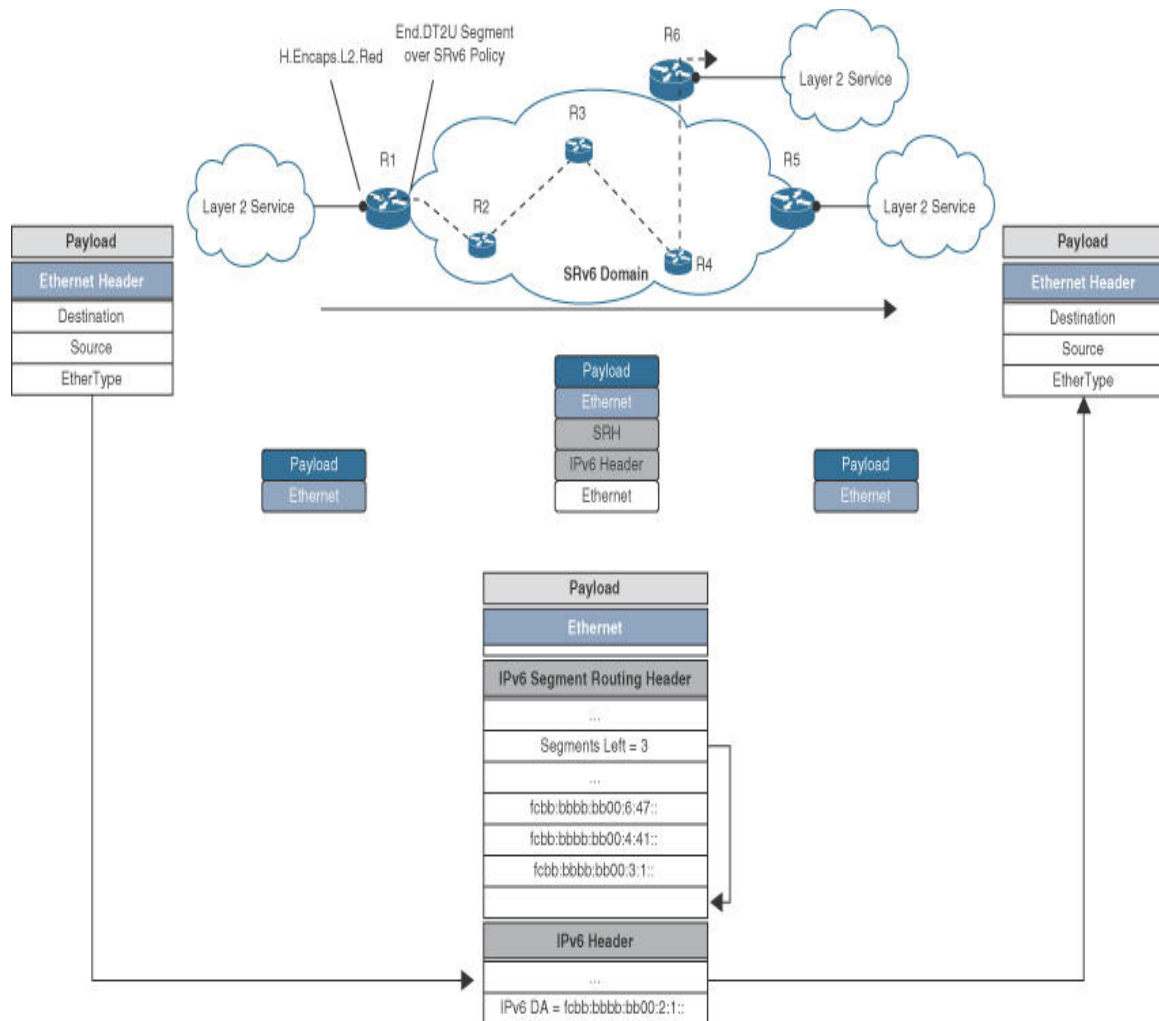 End.DT2U Segment
over SRv6 Policy
H.Encaps.L2.Red
R6
Layer 2 Service
R3
R1
R5
Layer 2 Service
R2
Layer 2 Service
R4
SRv6 Domain
Payload
Ethernet Header
Destination
Source
EtherType
Payload
Ethernet Header
Destination
Source
EtherType
Payload
Ethernet
SRH
IPv6 Header
Ethernet
Payload
Ethernet
Payload
Ethernet
Payload
Ethernet
IPv6 Segment Routing Header
...
Segments Left = 3
...
fcbb:bbbb:bb00:6:47::
fcbb:bbbb:bb00:4:41::
fcbb:bbbb:bb00:3:1::
IPv6 Header
...
IPv6 DA = fcbb:bbbb:bb00:2:1::